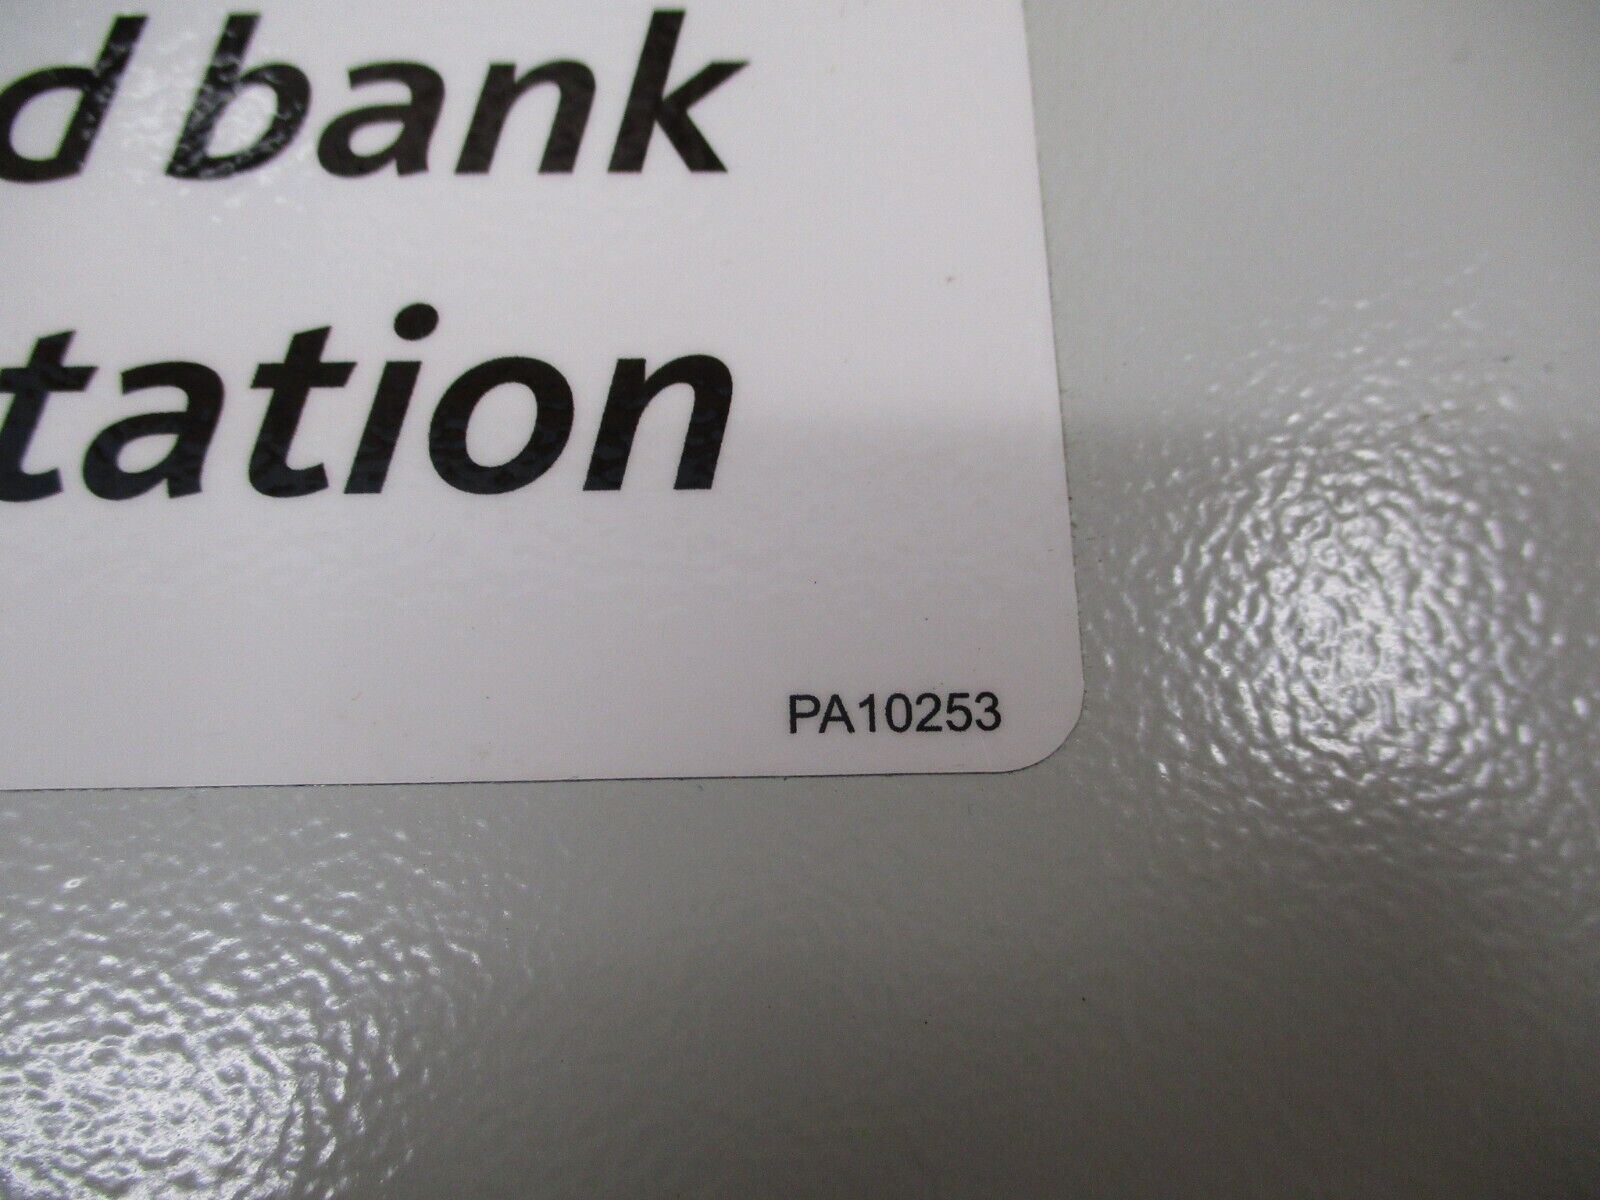 d bank
tation
PA10253